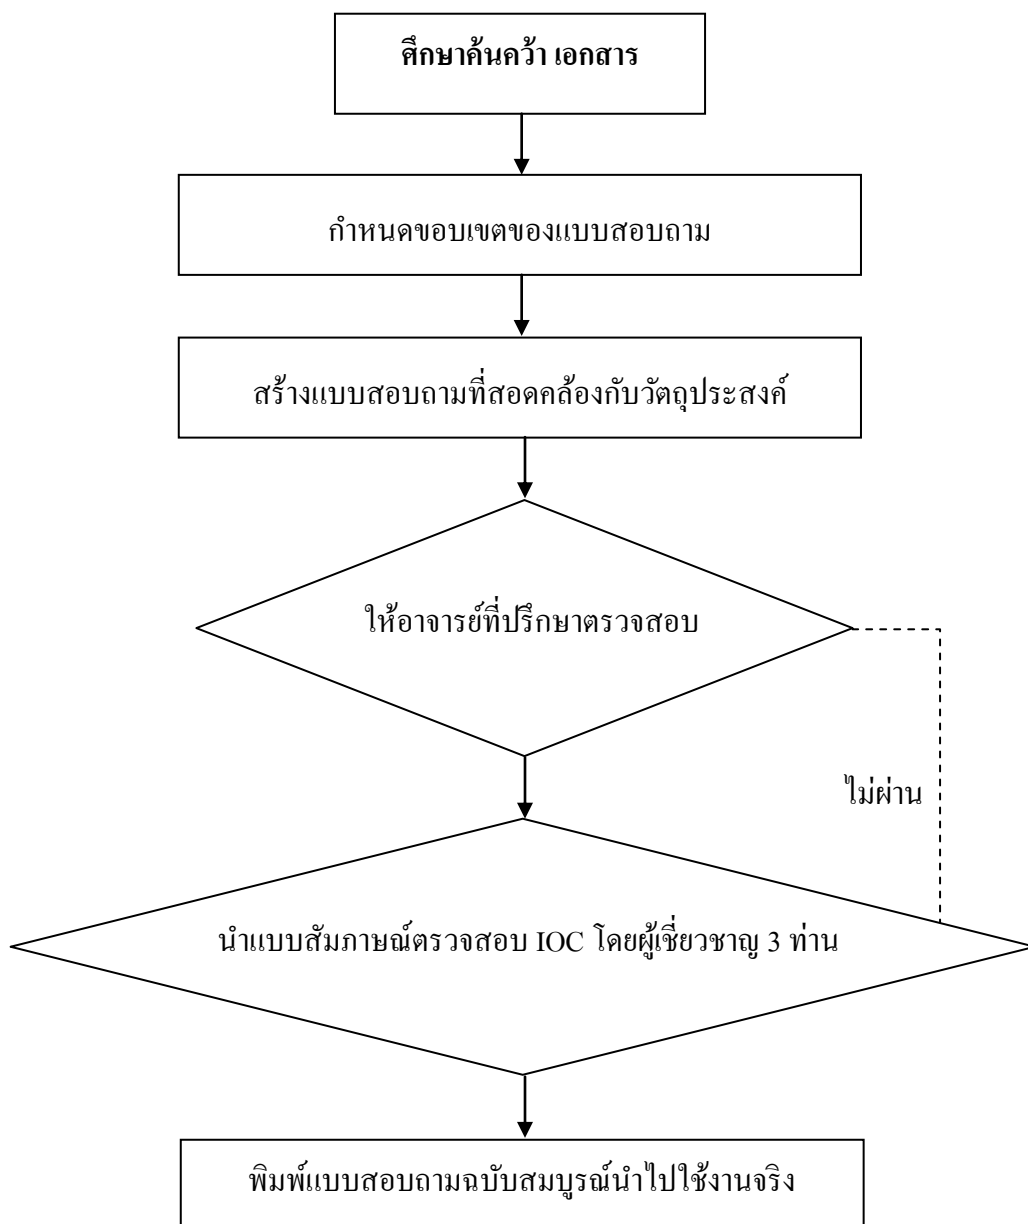 ศึกษาค้นคว้า เอกสาร
กำหนดขอบเขตของแบบสอบถาม
สร้างแบบสอบถามที่สอดคล้องกับวัตถุประสงค์
ให้อาจารย์ที่ปรึกษาตรวจสอบ
ไม่ผ่าน
นำแบบสัมภาษณ์ตรวจสอบ IOC โดยผู้เชี่ยวชาญ 3 ท่าน
พิมพ์แบบสอบถามฉบับสมบูรณ์นำไปใช้งานจริง